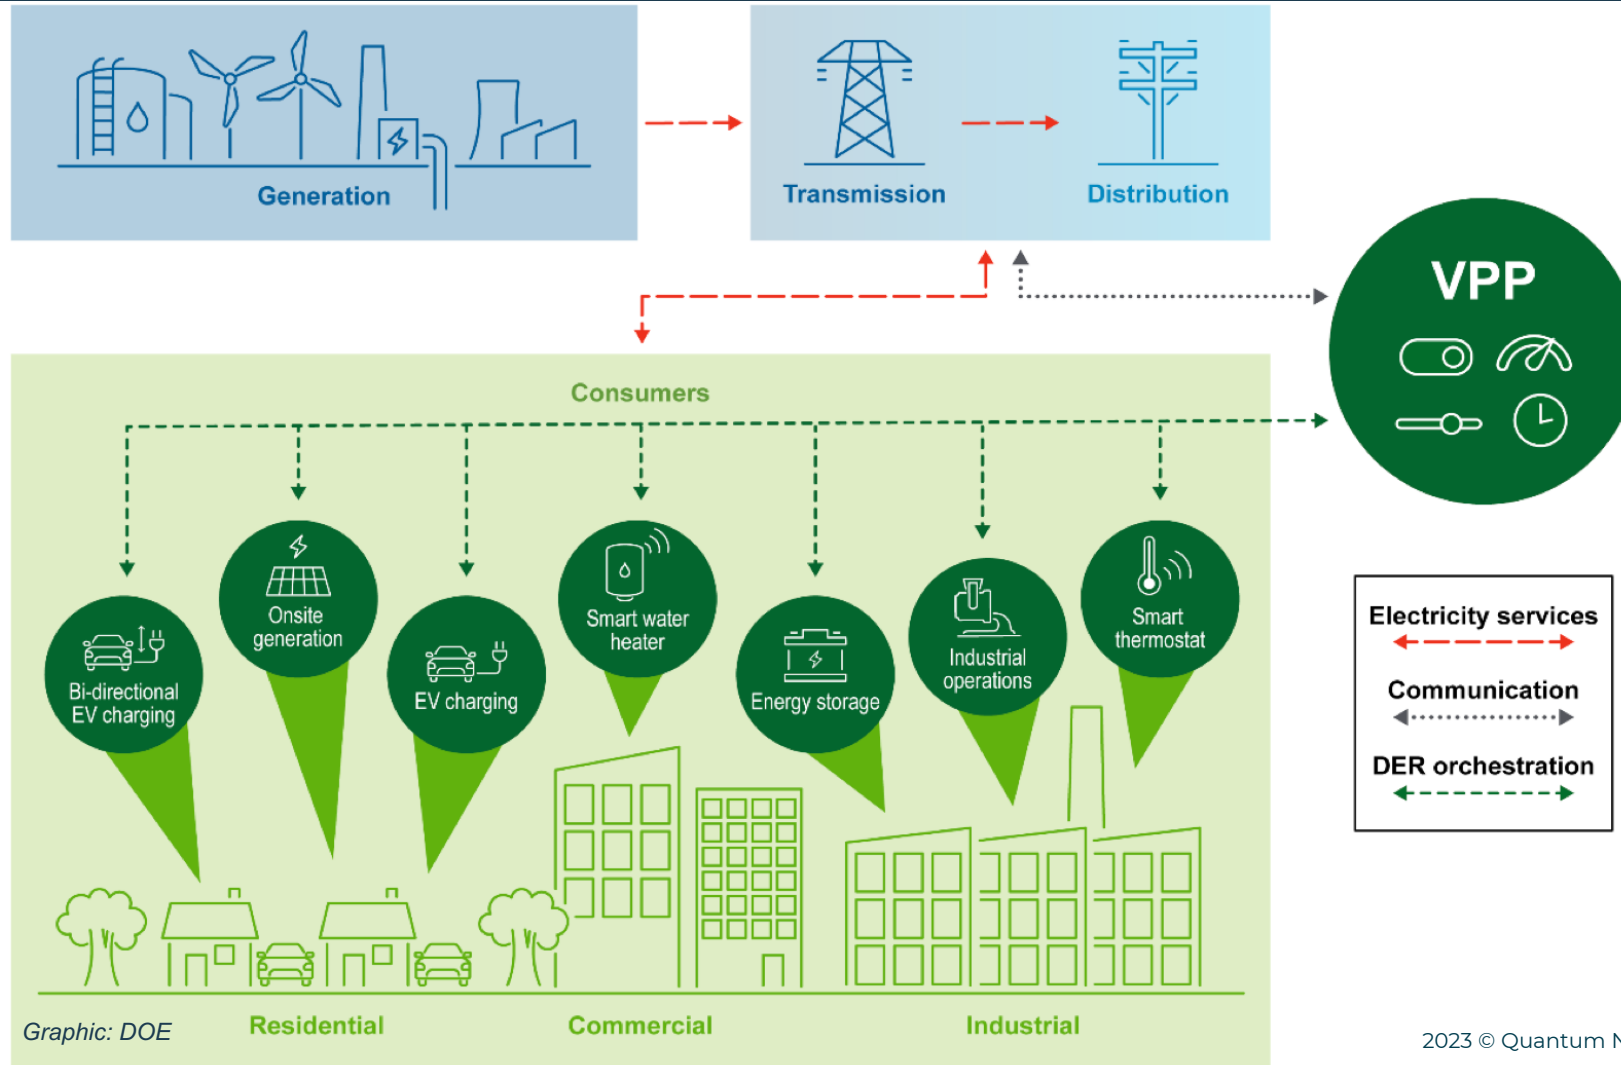 Generation
Transmission
Distribution
VPP
Consumers
Bi-directional
EV charging
Onsite
generation
EV charging
Smart water
heater
Energy storage
Industrial
operations
Smart
thermostat
Electricity services
Communication
DER orchestration
Residential
Commercial
Industrial
Graphic: DOE
2023 © Quantum